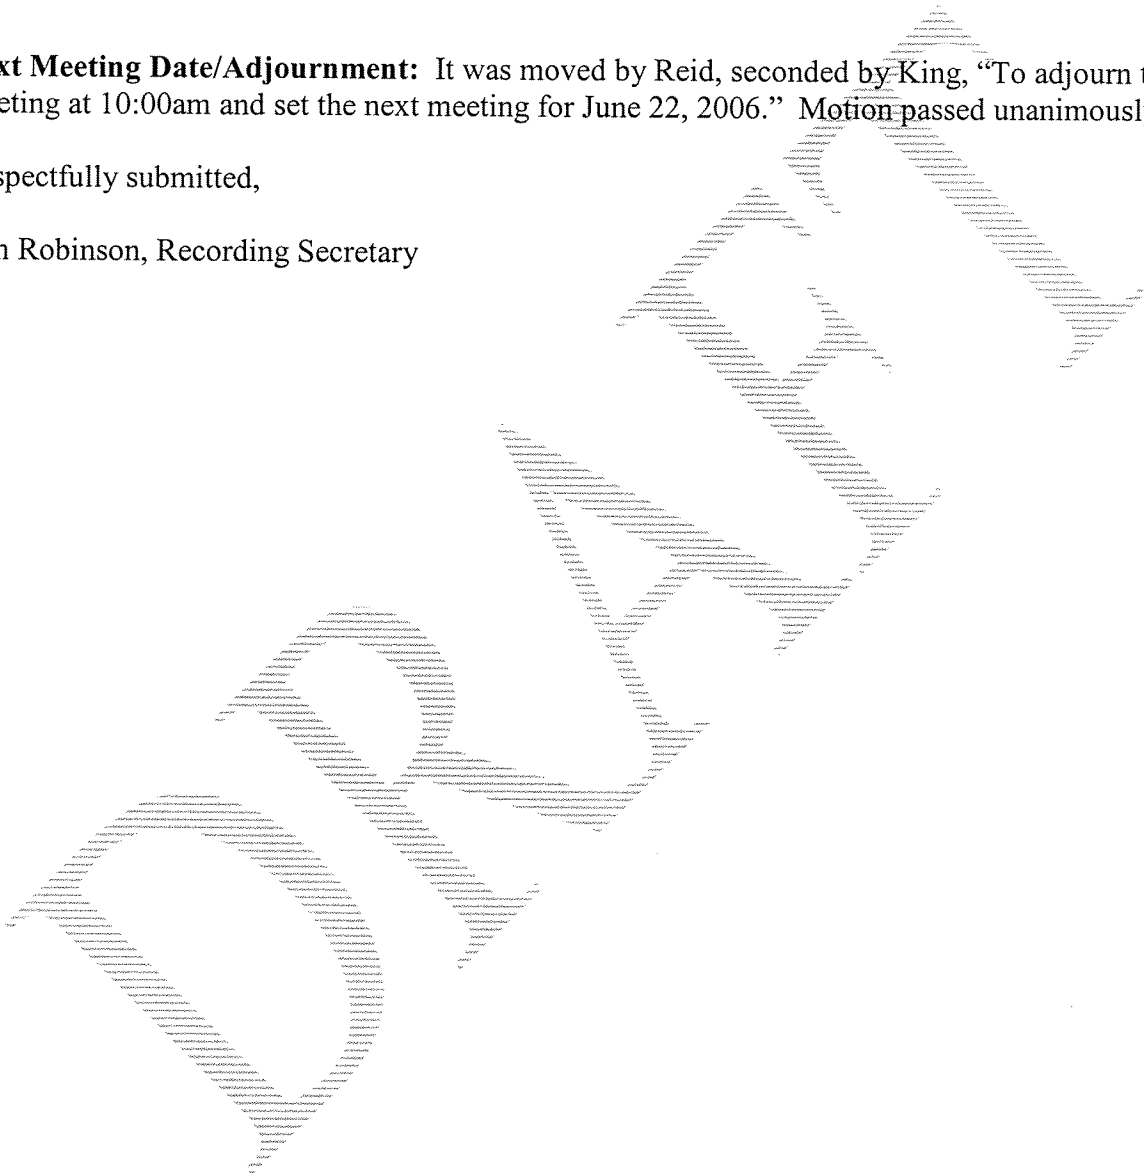 xt Meeting Date/Adjournment: It was moved by Reid, seconded by King, “To adjourn t
eting at 10:00am and set the next meeting for June 22, 2006.” Motion passed unanimousl
spectfully submitted,
n Robinson, Recording Secretary
DRAFT